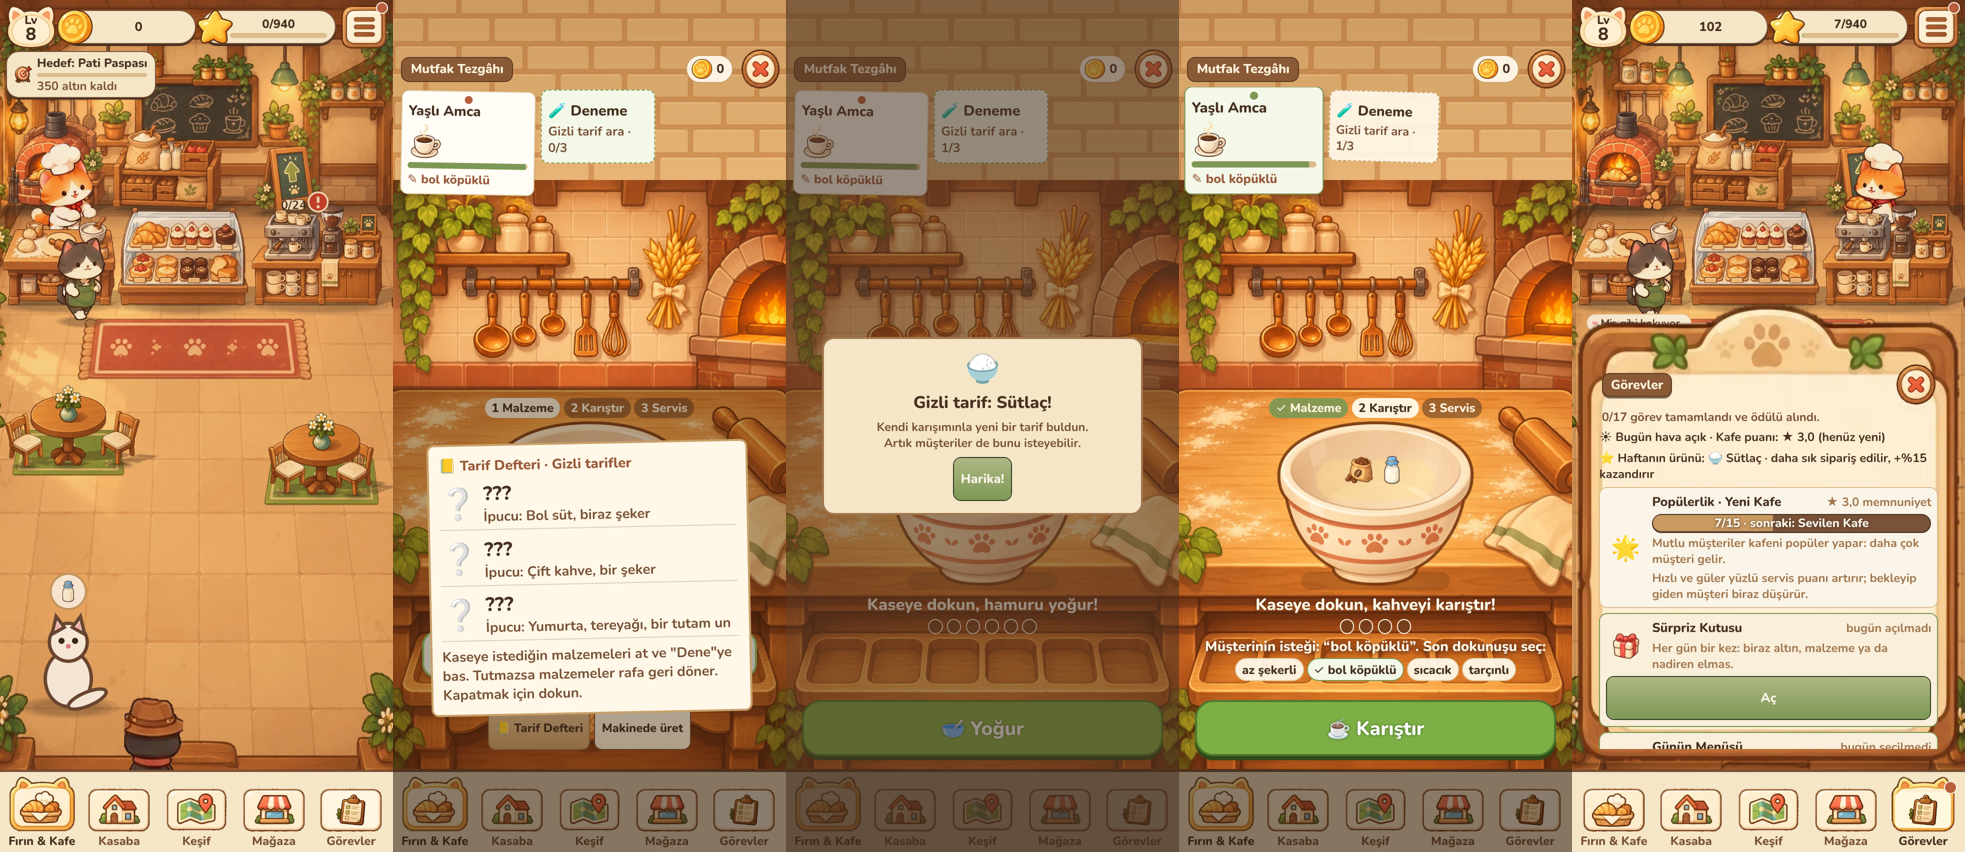 Lv
8
0
0/940
Hedef: Pati Paspası
350 altın kaldı
0/24
Fırın & Kafe
Kasaba
Keşif
Mağaza
Görevler
Mutfak Tezgâhı
0
Yaşlı Amca
bol köpüklü
Deneme
Gizli tarif ara ·
0/3
1 Malzeme
2 Karıştır
3 Servis
Tarif Defteri · Gizli tarifler
???
İpucu: Bol süt, biraz şeker
???
İpucu: Çift kahve, bir şeker
???
İpucu: Yumurta, tereyağı, bir tutam un
Kaseye istediğin malzemeleri at ve "Dene"ye
bas. Tutmazsa malzemeler rafa geri döner.
Kapatmak için dokun.
Tarif Defteri
Makinede üret
Fırın & Kafe
Kasaba
Keşif
Mağaza
Görevler
Mutfak Tezgâhı
0
Yaşlı Amca
bol köpüklü
Deneme
Gizli tarif ara ·
1/3
Gizli tarif: Sütlaç!
Kendi karışımınla yeni bir tarif buldun.
Artık müşteriler de bunu isteyebilir.
Harika!
Kaseye dokun, hamuru yoğur!
Yoğur
Fırın & Kafe
Kasaba
Keşif
Mağaza
Görevler
Mutfak Tezgâhı
0
Yaşlı Amca
bol köpüklü
Deneme
Gizli tarif ara ·
1/3
✓ Malzeme
2 Karıştır
3 Servis
Kaseye dokun, kahveyi karıştır!
Müşterinin isteği: “bol köpüklü”. Son dokunuşu seç:
az şekerli
✓ bol köpüklü
sıcacık
tarçınlı
Karıştır
Fırın & Kafe
Kasaba
Keşif
Mağaza
Görevler
Lv
8
102
7/940
Mis gibi kokuyor
Görevler
0/17 görev tamamlandı ve ödülü alındı.
Bugün hava açık · Kafe puanı: ★ 3,0 (henüz yeni)
Haftanın ürünü: Sütlaç · daha sık sipariş edilir, +%15
kazandırır
Popülerlik · Yeni Kafe
★ 3,0 memnuniyet
7/15 · sonraki: Sevilen Kafe
Mutlu müşteriler kafeni popüler yapar: daha çok
müşteri gelir.
Hızlı ve güler yüzlü servis puanı artırır; bekleyip
giden müşteri biraz düşürür.
Sürpriz Kutusu
bugün açılmadı
Her gün bir kez: biraz altın, malzeme ya da
nadiren elmas.
Aç
Günün Menüsü
bugün seçilmedi
Fırın & Kafe
Kasaba
Keşif
Mağaza
Görevler